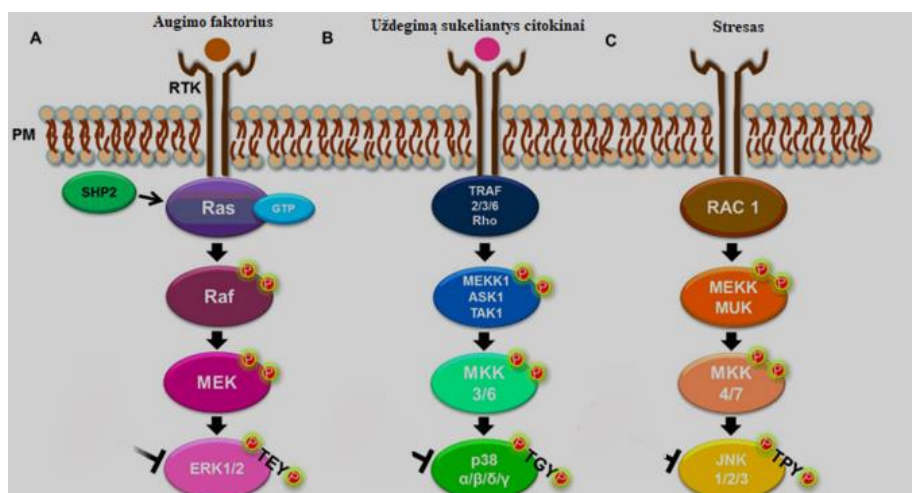 A
Augimo faktorius
B
Uždegimą sukeliantys citokinai
C
Stresas
RTK
PM
SHP2
Ras
GTP
TRAF
2/3/6
Rho
RAC 1
Raf
P
P
MEKK1
ASK1
TAK1
P
P
MEKK
MUK
P
P
MEK
P
P
MKK
3/6
P
P
MKK
4/7
P
P
ERK1/2
P
TEY
P
p38
α/β/δ/γ
P
TGY
P
JNK
1/2/3
P
TPY
P